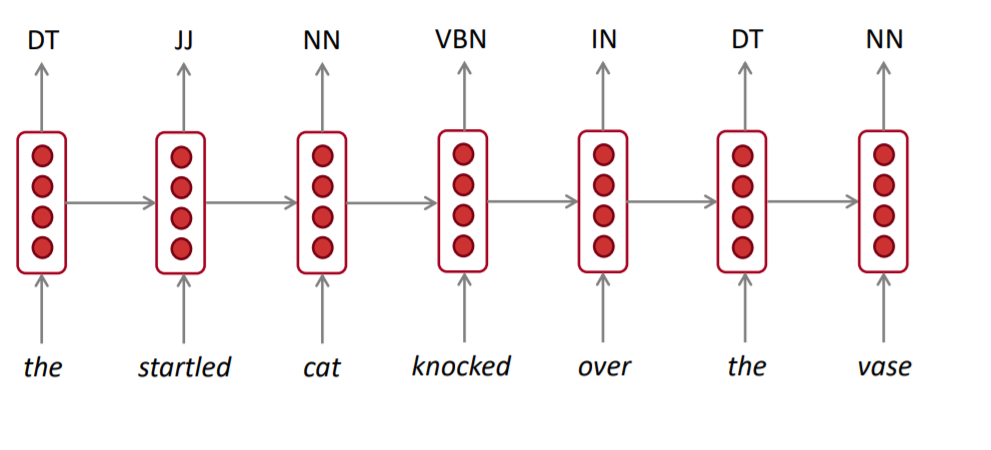 DT JJ NN VBN IN DT NN
the startled cat knocked over the vase